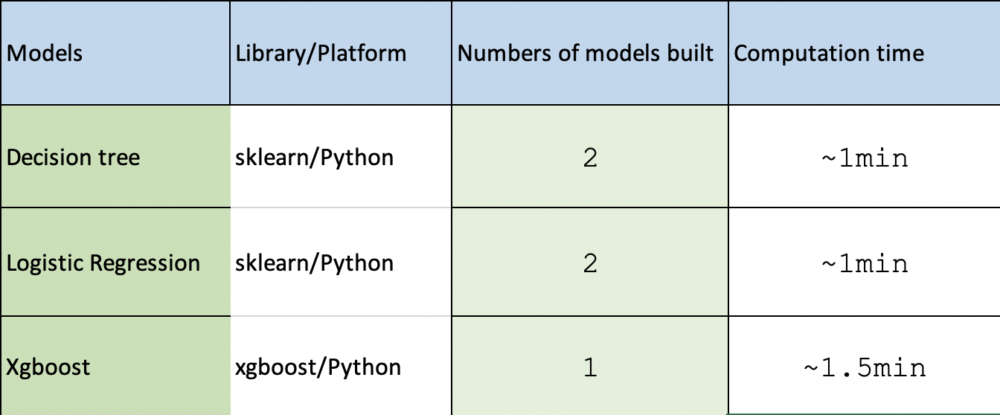 Models Library/Platform Numbers of models built Computation time
Decision tree sklearn/Python 2 ~1min
Logistic Regression sklearn/Python 2 ~1min
Xgboost xgboost/Python 1 ~1.5min